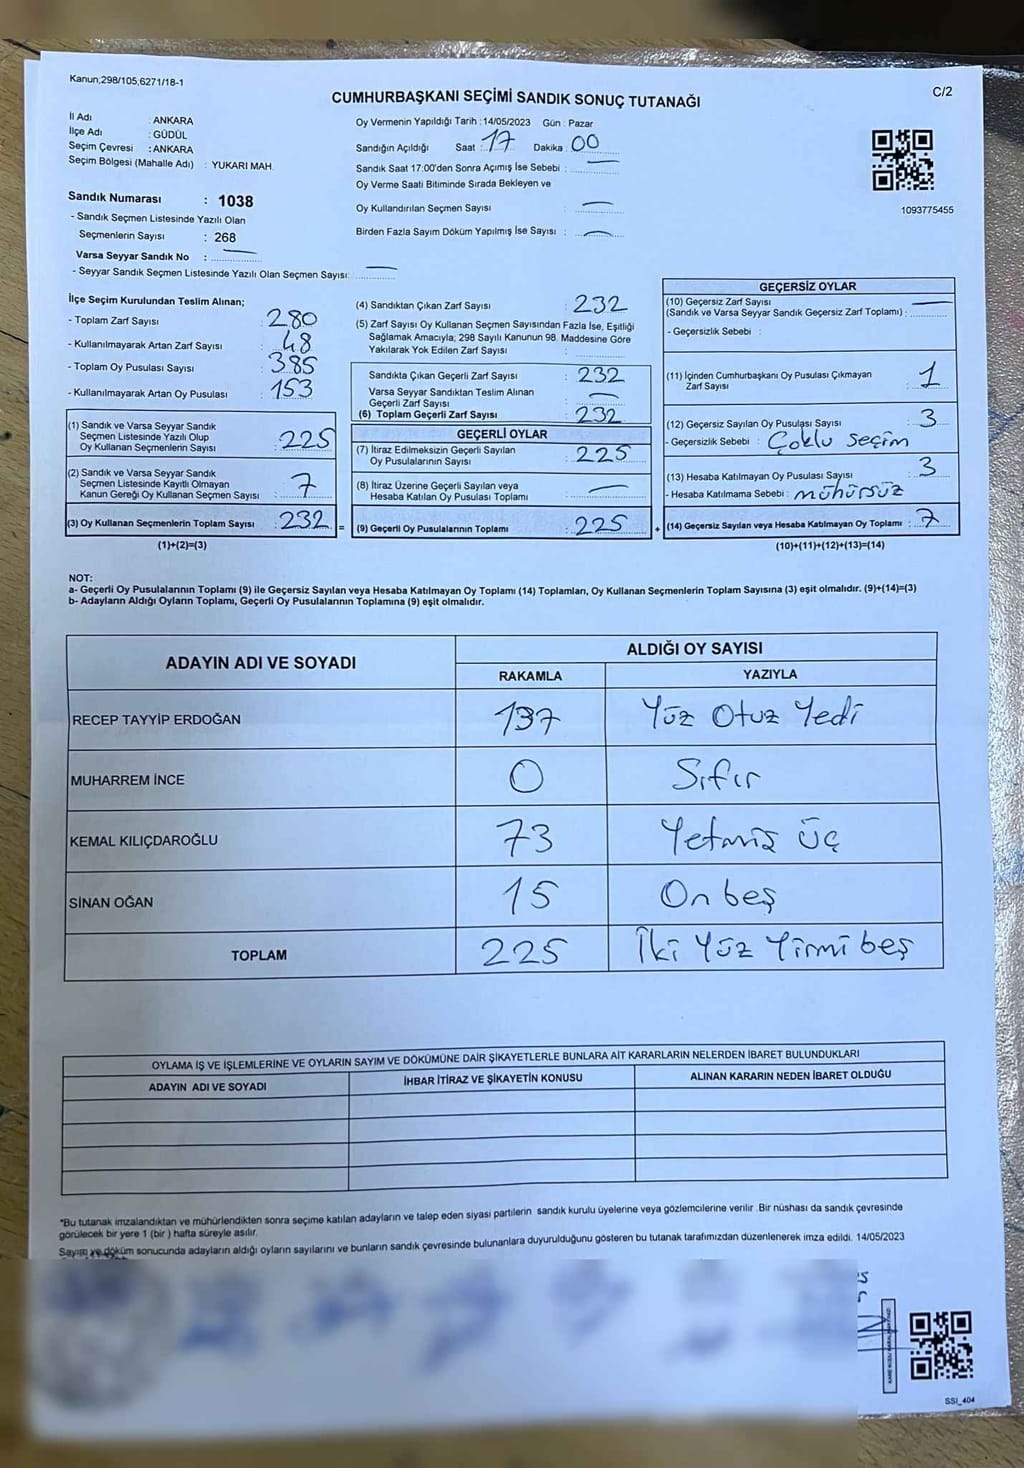 Kanun,298/105,6271/18-1
C/2
CUMHURBAŞKANI SEÇİMİ SANDIK SONUÇ TUTANAĞI
İl Adı : ANKARA
İlçe Adı : GÜDÜL
Seçim Çevresi : ANKARA
Seçim Bölgesi (Mahalle Adı) : YUKARI MAH.
Sandık Numarası : 1038
- Sandık Seçmen Listesinde Yazılı Olan
Seçmenlerin Sayısı : 268
Varsa Seyyar Sandık No :
- Seyyar Sandık Seçmen Listesinde Yazılı Olan Seçmen Sayısı:
Oy Vermenin Yapıldığı Tarih : 14/05/2023 Gün : Pazar
Sandığın Açıldığı Saat : 17 Dakika : 00
Sandık Saat 17:00'den Sonra Açımış İse Sebebi :
Oy Verme Saati Bitiminde Sırada Bekleyen ve
Oy Kullandırılan Seçmen Sayısı :
Birden Fazla Sayım Döküm Yapılmış İse Sayısı :
1093775455
İlçe Seçim Kurulundan Teslim Alınan;
- Toplam Zarf Sayısı : 280
- Kullanılmayarak Artan Zarf Sayısı : 48
- Toplam Oy Pusulası Sayısı : 385
- Kullanılmayarak Artan Oy Pusulası : 153
(1) Sandık ve Varsa Seyyar Sandık
Seçmen Listesinde Yazılı Olup
Oy Kullanan Seçmenlerin Sayısı : 225
(2) Sandık ve Varsa Seyyar Sandık
Seçmen Listesinde Kayıtlı Olmayan
Kanun Gereği Oy Kullanan Seçmen Sayısı : 7
(3) Oy Kullanan Seçmenlerin Toplam Sayısı : 232 =
(1)+(2)=(3)
(4) Sandıktan Çıkan Zarf Sayısı : 232
(5) Zarf Sayısı Oy Kullanan Seçmen Sayısından Fazla İse, Eşitliği
Sağlamak Amacıyla; 298 Sayılı Kanunun 98. Maddesine Göre
Yakılarak Yok Edilen Zarf Sayısı :
Sandıkta Çıkan Geçerli Zarf Sayısı : 232
Varsa Seyyar Sandıktan Teslim Alınan
Geçerli Zarf Sayısı :
(6) Toplam Geçerli Zarf Sayısı : 232
GEÇERLİ OYLAR
(7) İtiraz Edilmeksizin Geçerli Sayılan
Oy Pusulalarının Sayısı : 225
(8) İtiraz Üzerine Geçerli Sayılan veya
Hesaba Katılan Oy Pusulası Toplamı :
(9) Geçerli Oy Pusulalarının Toplamı : 225 +
GEÇERSİZ OYLAR
(10) Geçersiz Zarf Sayısı
(Sandık ve Varsa Seyyar Sandık Geçersiz Zarf Toplamı) :
- Geçersizlik Sebebi :
(11) İçinden Cumhurbaşkanı Oy Pusulası Çıkmayan
Zarf Sayısı : 1
(12) Geçersiz Sayılan Oy Pusulası Sayısı : 3
- Geçersizlik Sebebi : Çoklu seçim
(13) Hesaba Katılmayan Oy Pusulası Sayısı : 3
- Hesaba Katılmama Sebebi : mühürsüz
(14) Geçersiz Sayılan veya Hesaba Katılmayan Oy Toplamı : 7
(10)+(11)+(12)+(13)=(14)
NOT:
a- Geçerli Oy Pusulalarının Toplamı (9) ile Geçersiz Sayılan veya Hesaba Katılmayan Oy Toplamı (14) Toplamları, Oy Kullanan Seçmenlerin Toplam Sayısına (3) eşit olmalıdır. (9)+(14)=(3)
b- Adayların Aldığı Oyların Toplamı, Geçerli Oy Pusulalarının Toplamına (9) eşit olmalıdır.
ADAYIN ADI VE SOYADI
ALDIĞI OY SAYISI
RAKAMLA YAZIYLA
RECEP TAYYİP ERDOĞAN 137 Yüz Otuz Yedi
MUHARREM İNCE 0 Sıfır
KEMAL KILIÇDAROĞLU 73 Yetmiş üç
SİNAN OĞAN 15 On beş
TOPLAM 225 İki Yüz Yirmi beş
OYLAMA İŞ VE İŞLEMLERİNE VE OYLARIN SAYIM VE DÖKÜMÜNE DAİR ŞİKAYETLERLE BUNLARA AİT KARARLARIN NELERDEN İBARET BULUNDUKLARI
ADAYIN ADI VE SOYADI İHBAR İTİRAZ VE ŞİKAYETİN KONUSU ALINAN KARARIN NEDEN İBARET OLDUĞU
*Bu tutanak imzalandıktan ve mühürlendikten sonra seçime katılan adayların ve talep eden siyasi partilerin sandık kurulu üyelerine veya gözlemcilerine verilir .Bir nüshası da sandık çevresinde
görülecek bir yere 1 (bir ) hafta süreyle asılır.
Sayım ve döküm sonucunda adayların aldığı oyların sayılarını ve bunların sandık çevresinde bulunanlara duyurulduğunu gösteren bu tutanak tarafımızdan düzenlenerek imza edildi. 14/05/2023
SSI_404